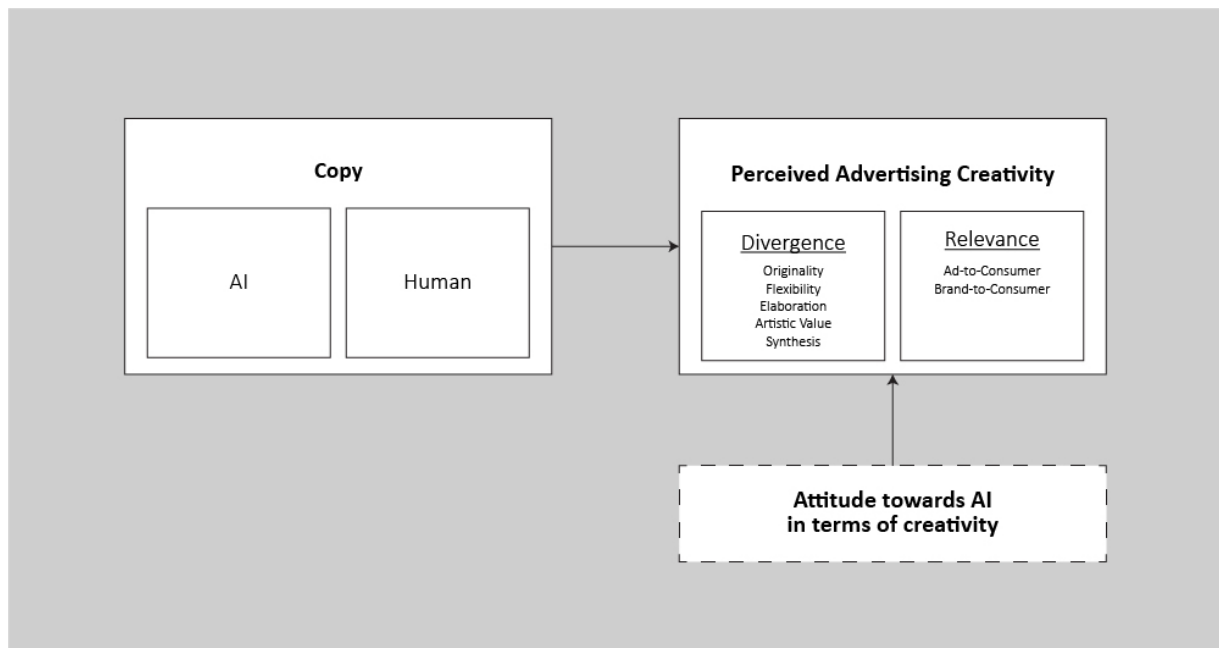 Copy
AI
Human
Perceived Advertising Creativity
Divergence
Originality
Flexibility
Elaboration
Artistic Value
Synthesis
Relevance
Ad-to-Consumer
Brand-to-Consumer
Attitude towards AI
in terms of creativity